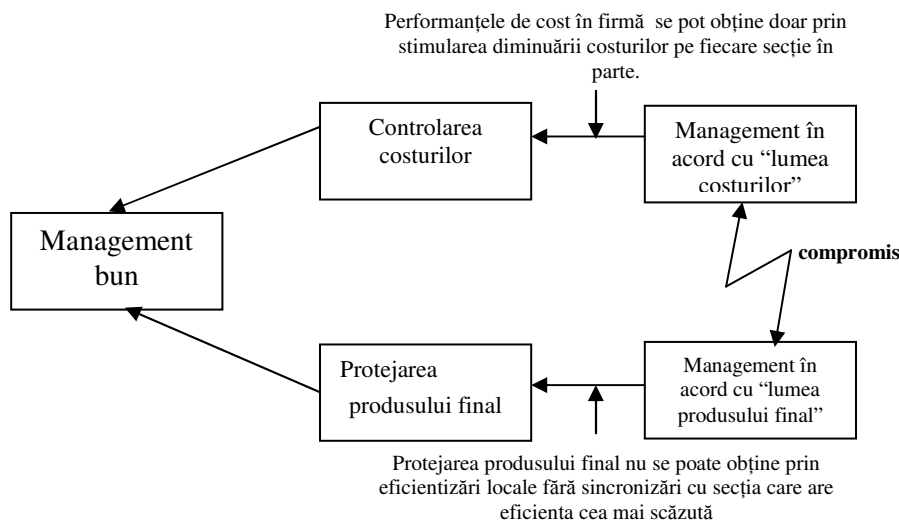 Performanțele de cost în firmă se pot obține doar prin
stimularea diminuării costurilor pe fiecare secție în
parte.
Controlarea
costurilor
Management în
acord cu “lumea
costurilor”
Management
bun
compromis
Protejarea
produsului final
Management în
acord cu “lumea
produsului final”
Protejarea produsului final nu se poate obține prin
eficientizări locale fără sincronizări cu secția care are
eficiența cea mai scăzută